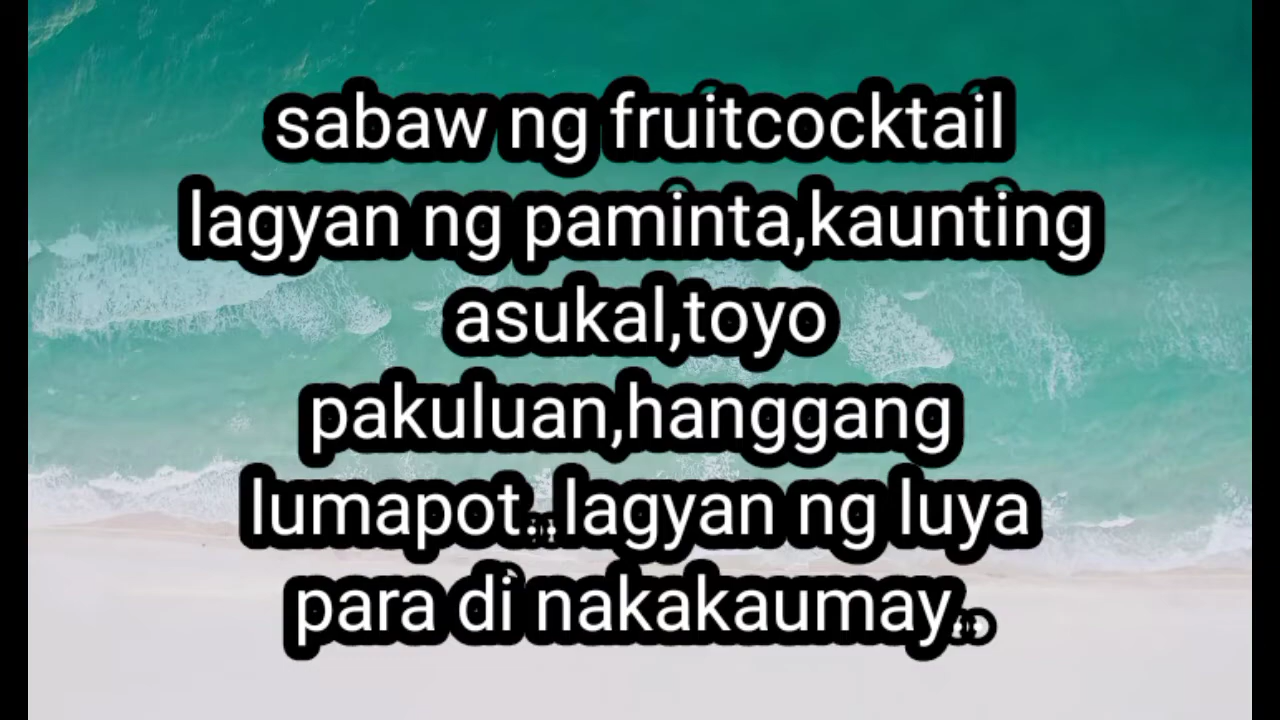 sabaw ng fruitcocktail
lagyan ng paminta,kaunting
asukal,toyo
pakuluan,hanggang
lumapot..lagyan ng luya
para di nakakaumay..